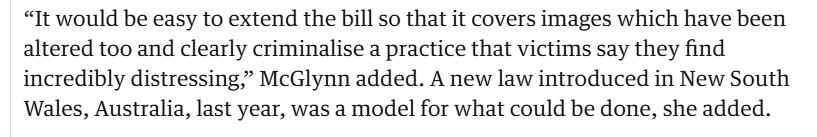 “It would be easy to extend the bill so that it covers images which have been
altered too and clearly criminalise a practice that victims say they find
incredibly distressing,” McGlynn added. A new law introduced in New South
Wales, Australia, last year, was a model for what could be done, she added.